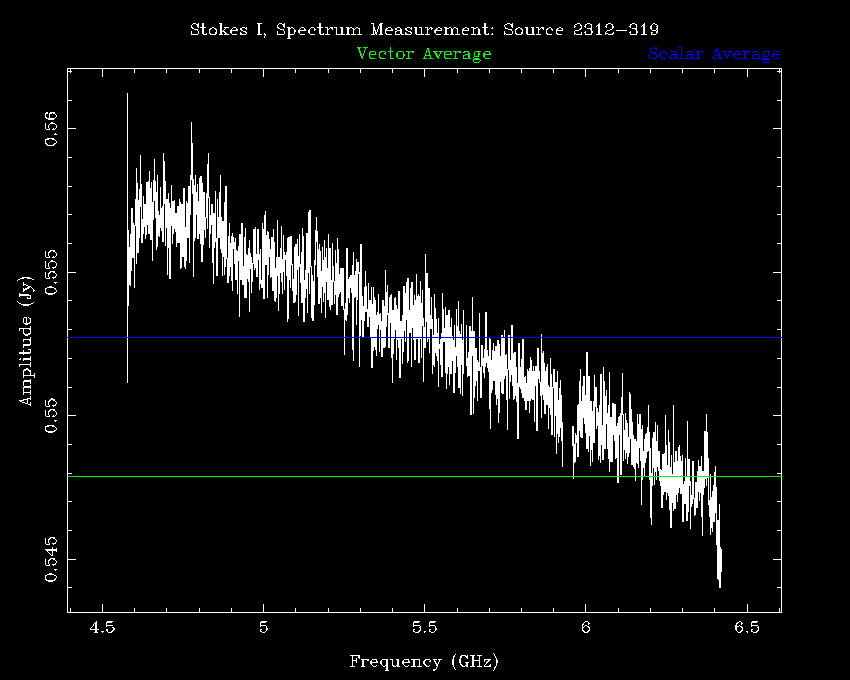 Stokes I, Spectrum Measurement: Source 2312−319
Vector Average Scalar Average
0.56
0.555
0.55
0.545
Amplitude (Jy)
4.5 5 5.5 6 6.5
Frequency (GHz)